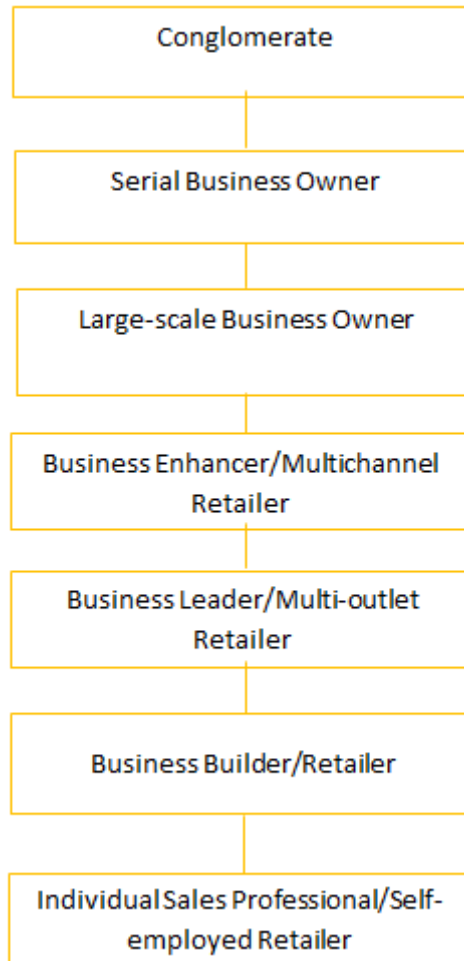 Conglomerate
Serial Business Owner
Large-scale Business Owner
Business Enhancer/Multichannel
Retailer
Business Leader/Multi-outlet
Retailer
Business Builder/Retailer
Individual Sales Professional/Self-
employed Retailer